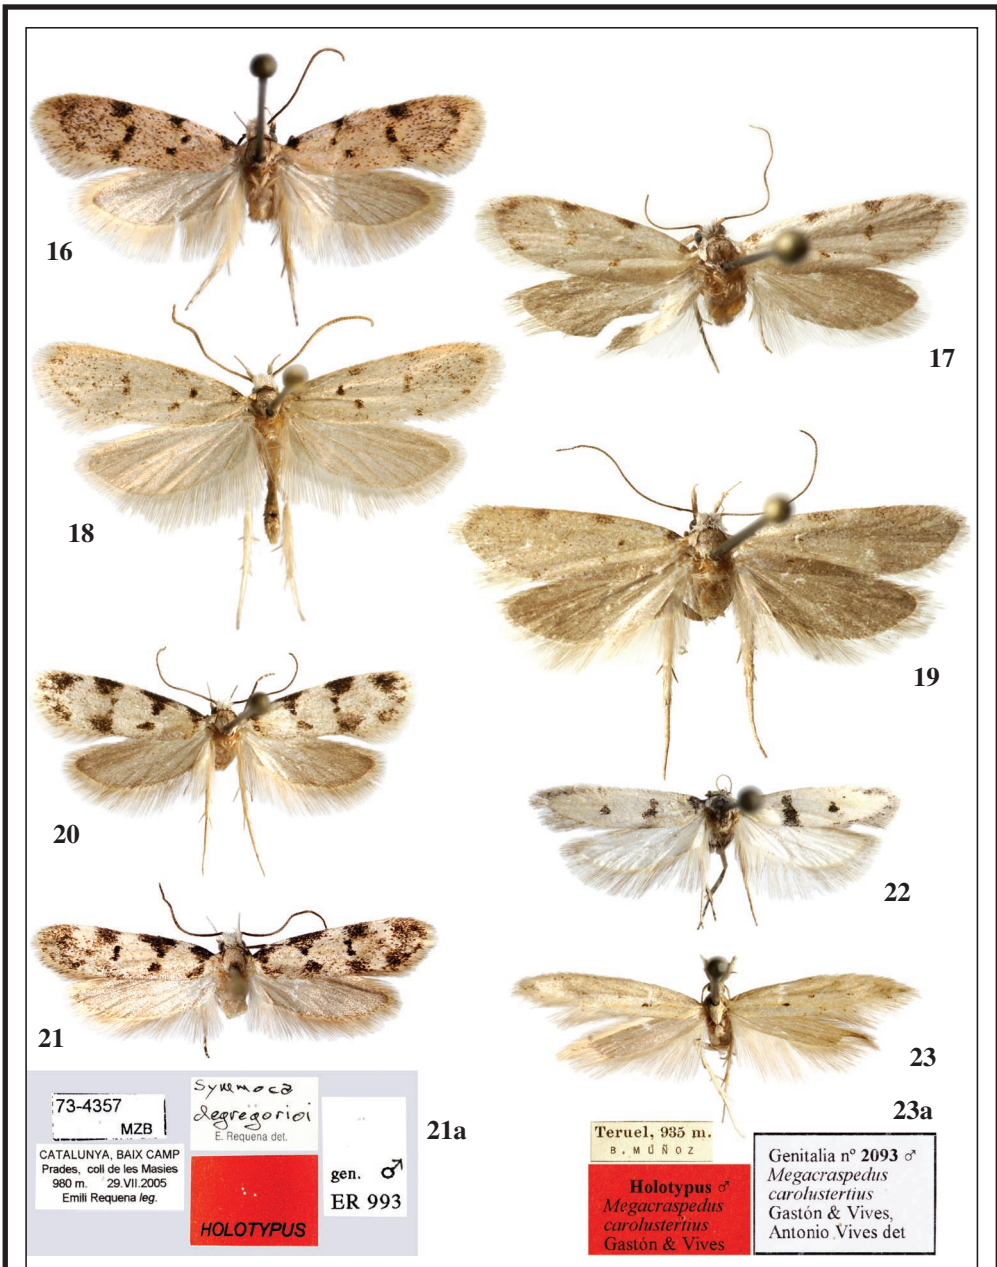 16
17
18
19
20
22
21
23
23a
21a
73-4357
MZB
CATALUNYA, BAIX CAMP
Prades, coll de les Masies
980 m. 29.VII.2005
Emili Requena leg.
Symmoca
degregorioi
E. Requena det.
HOLOTYPUS
gen. ♂
ER 993
Teruel, 935 m.
B. MUÑOZ
Holotypus ♂
Megacraspedus
carolustertius
Gastón & Vives
Genitalia nº 2093 ♂
Megacraspedus
carolustertius
Gastón & Vives,
Antonio Vives det